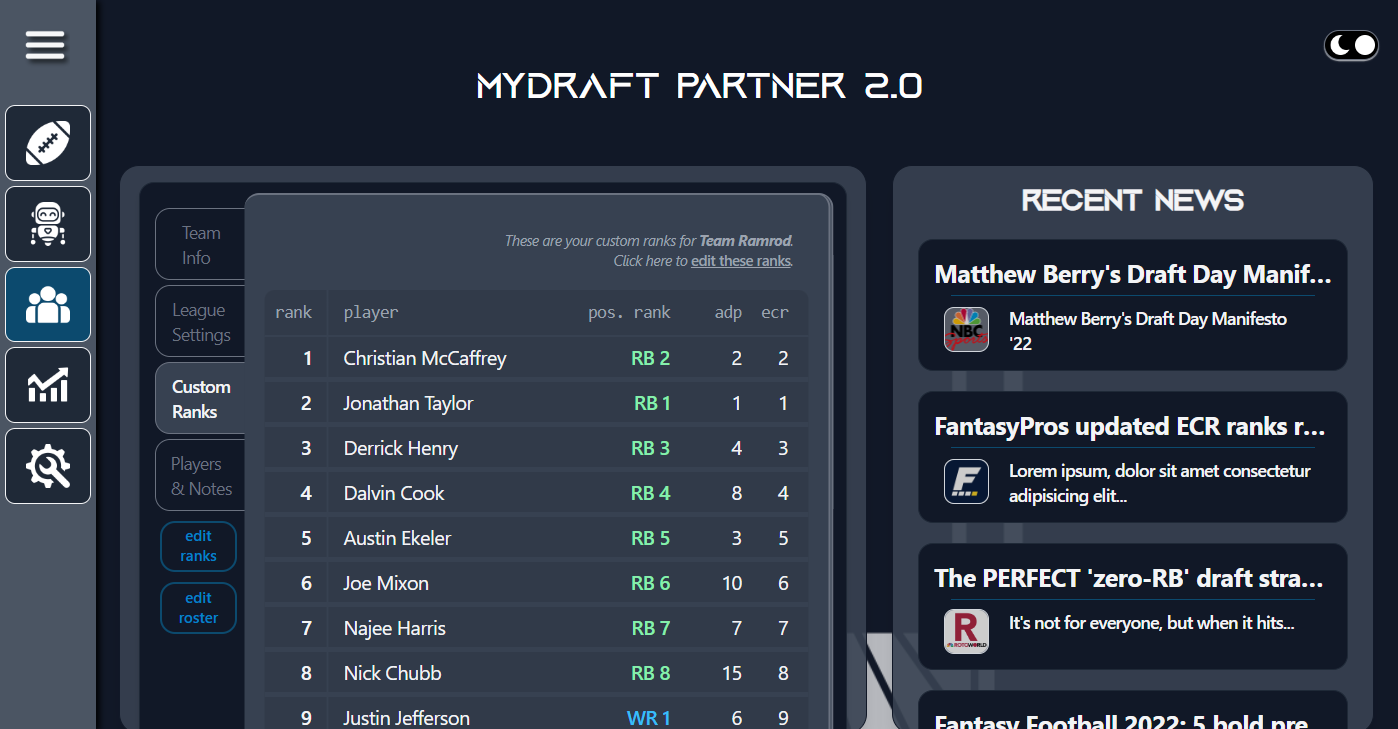 MYDRAFT PARTNER 2.0
Team
Info
League
Settings
Custom
Ranks
Players
& Notes
edit
ranks
edit
roster
These are your custom ranks for Team Ramrod.
Click here to edit these ranks.
rank player pos. rank adp ecr
1 Christian McCaffrey RB 2 2 2
2 Jonathan Taylor RB 1 1 1
3 Derrick Henry RB 3 4 3
4 Dalvin Cook RB 4 8 4
5 Austin Ekeler RB 5 3 5
6 Joe Mixon RB 6 10 6
7 Najee Harris RB 7 7 7
8 Nick Chubb RB 8 15 8
9 Justin Jefferson WR 1 6 9
RECENT NEWS
Matthew Berry's Draft Day Manif...
NBC
sports
Matthew Berry's Draft Day Manifesto
'22
FantasyPros updated ECR ranks r...
F
Lorem ipsum, dolor sit amet consectetur
adipisicing elit...
The PERFECT 'zero-RB' draft stra...
R
ROTOWORLD
It's not for everyone, but when it hits...
Fantasy Football 2022: 5 bold pre...